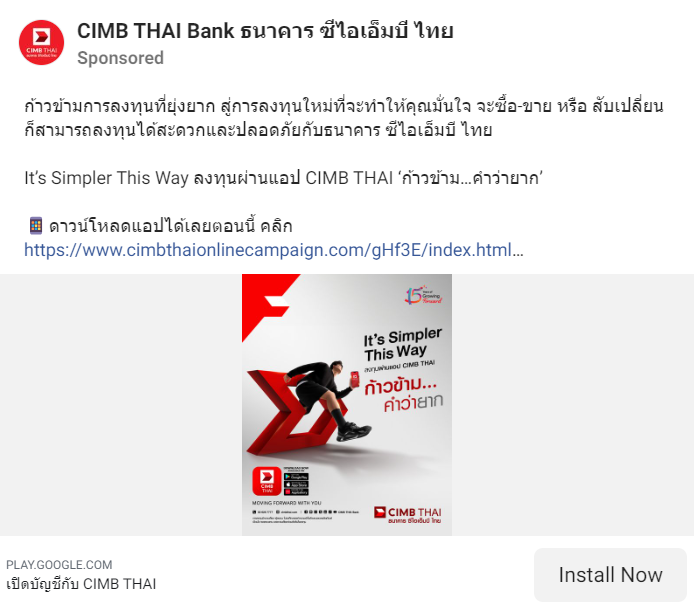 CIMB THAI Bank ธนาคาร ซีไอเอ็มบี ไทย
Sponsored
ก้าวข้ามการลงทุนที่ยุ่งยาก สู่การลงทุนใหม่ที่จะทำให้คุณมั่นใจ จะซื้อ-ขาย หรือ สับเปลี่ยน
ก็สามารถลงทุนได้สะดวกและปลอดภัยกับธนาคาร ซีไอเอ็มบี ไทย
It's Simpler This Way ลงทุนผ่านแอป CIMB THAI ‘ก้าวข้าม...คำว่ายาก’
ดาวน์โหลดแอปได้เลยตอนนี้ คลิก
https://www.cimbthaionlinecampaign.com/gHf3E/index.html...
15 Years of
Growing
Forward
It's Simpler
This Way
ลงทุนผ่านแอป CIMB THAI
ก้าวข้าม...
คำว่ายาก
CIMB
THAI
MOVING FORWARD WITH YOU
CIMB THAI
ธนาคาร ซีไอเอ็มบี ไทย
PLAY.GOOGLE.COM
เปิดบัญชีกับ CIMB THAI
Install Now